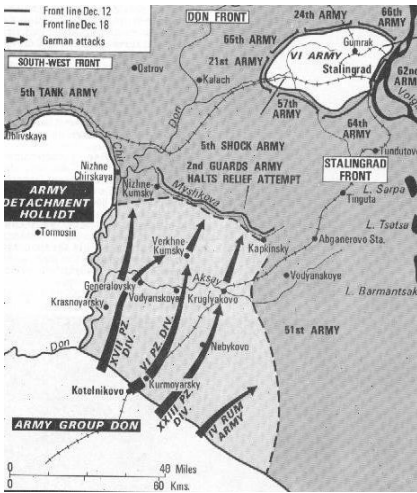 Front line Dec. 12
Front line Dec. 18
German attacks
DON FRONT
24th ARMY
66th
ARMY
65th
ARMY
21st ARMY
VI ARMY
Gumrak
Stalingrad
62nd
ARMY
Volga
SOUTH-WEST FRONT
Ostrov
Kalach
Don
5th TANK ARMY
57th
ARMY
64th
ARMY
Oblivskaya
Chir
5th SHOCK ARMY
Tundutovo
Nizhne
Chirskaya
2nd GUARDS ARMY
HALTS RELIEF ATTEMPT
STALINGRAD
FRONT
Nizhne-
Kumsky
Myshkova
L. Sarpa
ARMY
DETACHMENT
HOLLIDT
Tinguta
L. Tsatsa
Tormosin
Verkhne
Kumsky
Kapkinsky
Abganerovo Sta.
Aksay
Generalovsky
Vodyanskoye
Vodyanskoye
L. Barmantsak
Krasnoyarsky
Kruglyakovo
51st ARMY
Don
XVII PZ.
DIV.
VI PZ. DIV.
Nebykovo
Kurmoyarsky
Kotelnikovo
XXIII PZ.
DIV.
IV RUM
ARMY
ARMY GROUP DON
0 40 Miles
0 60 Kms.